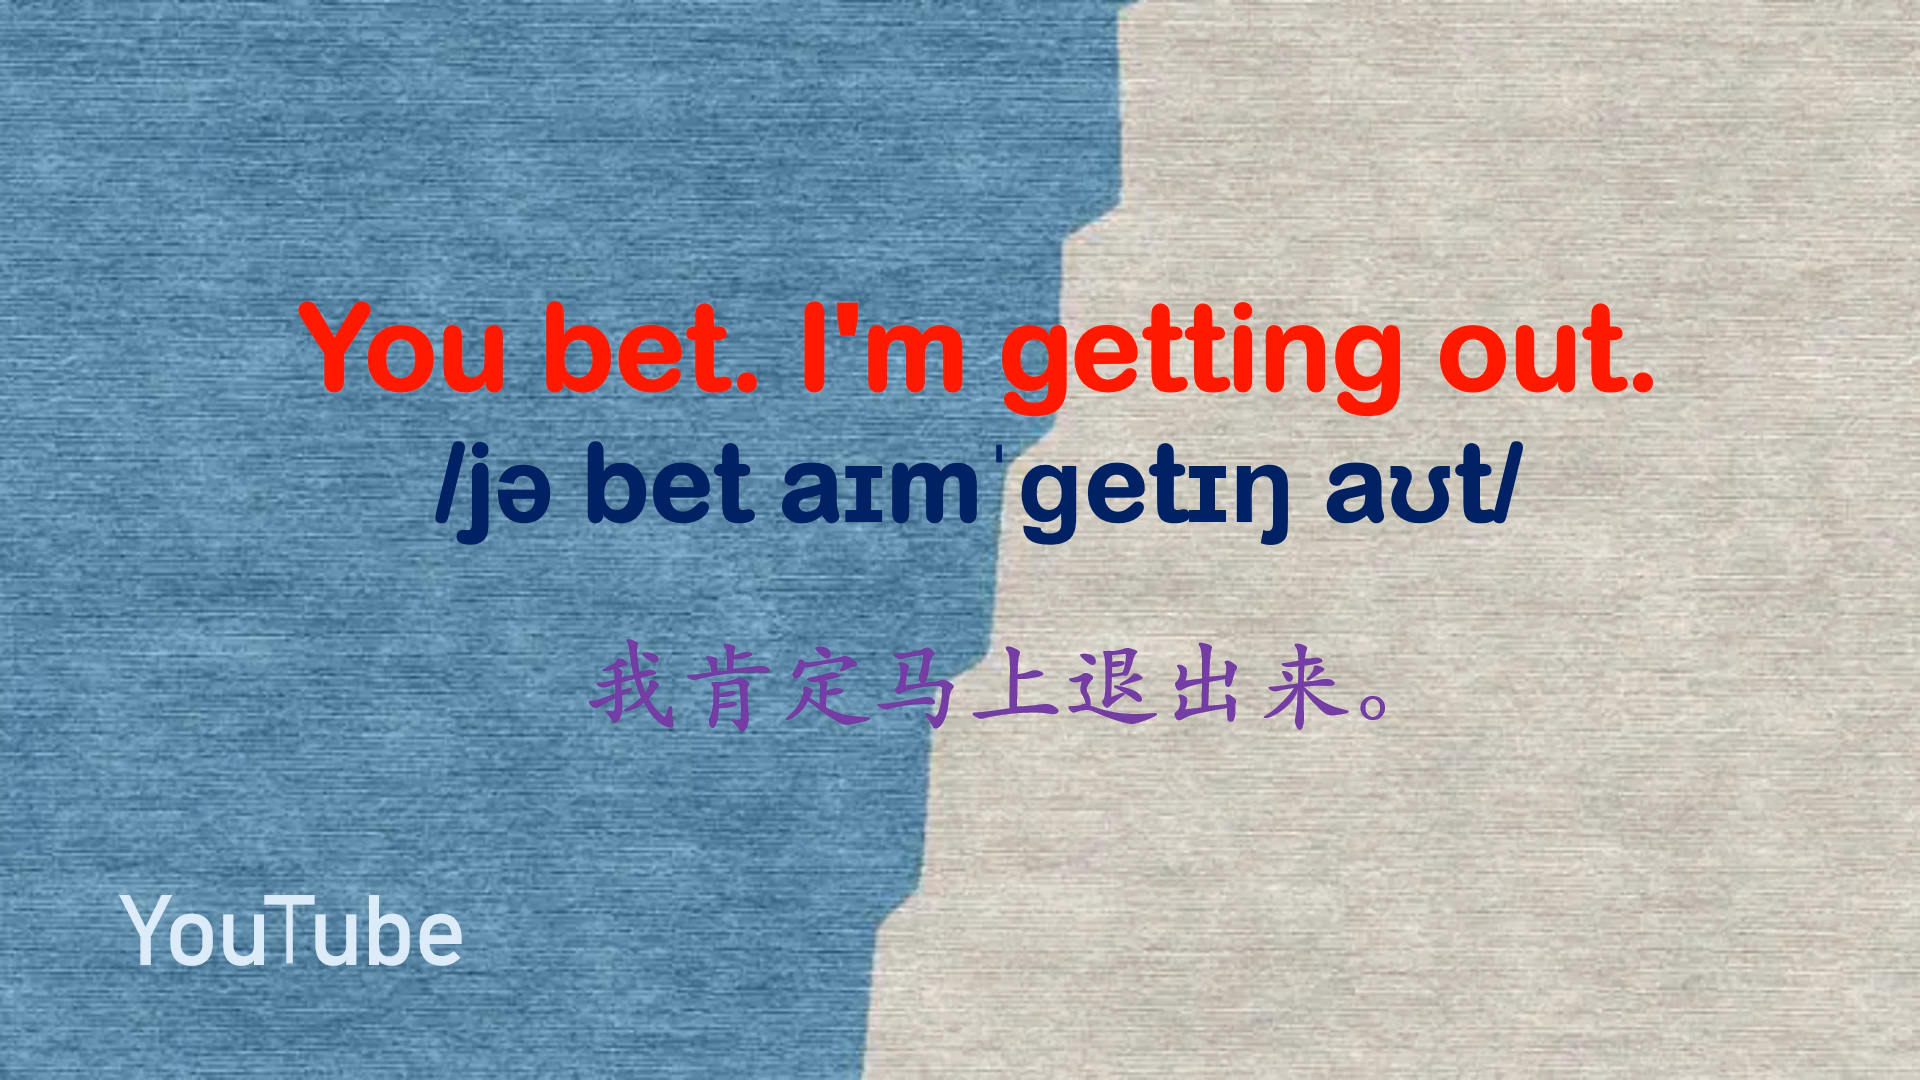 You bet. I'm getting out.
/jə bet aɪmˈgetɪŋ aʊt/
我肯定马上退出来。
YouTube